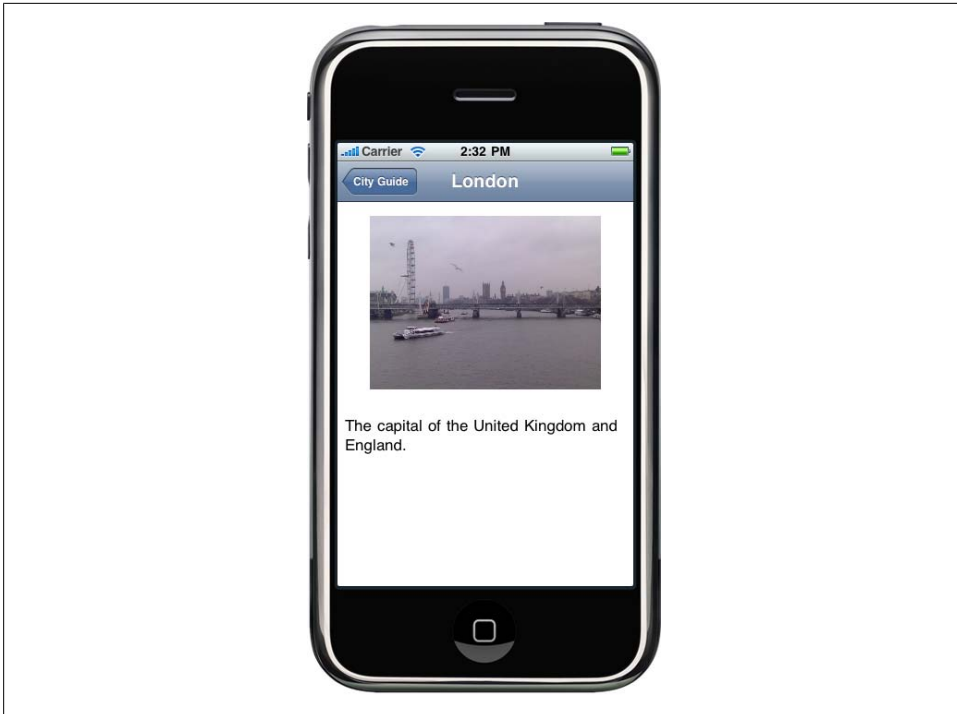 Carrier 2:32 PM
City Guide London
The capital of the United Kingdom and
England.